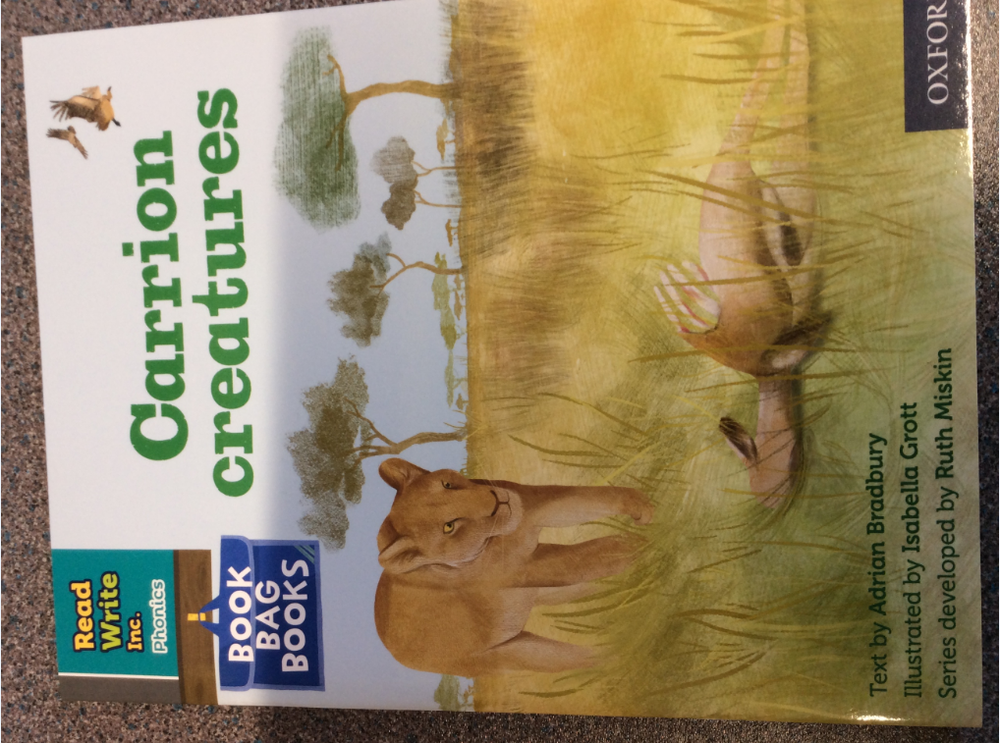 Read
Write
Inc.
Phonics
BOOK
BAG
BOOKS
Carrion
creatures
Text by Adrian Bradbury
Illustrated by Isabella Grott
Series developed by Ruth Miskin
OXFOR